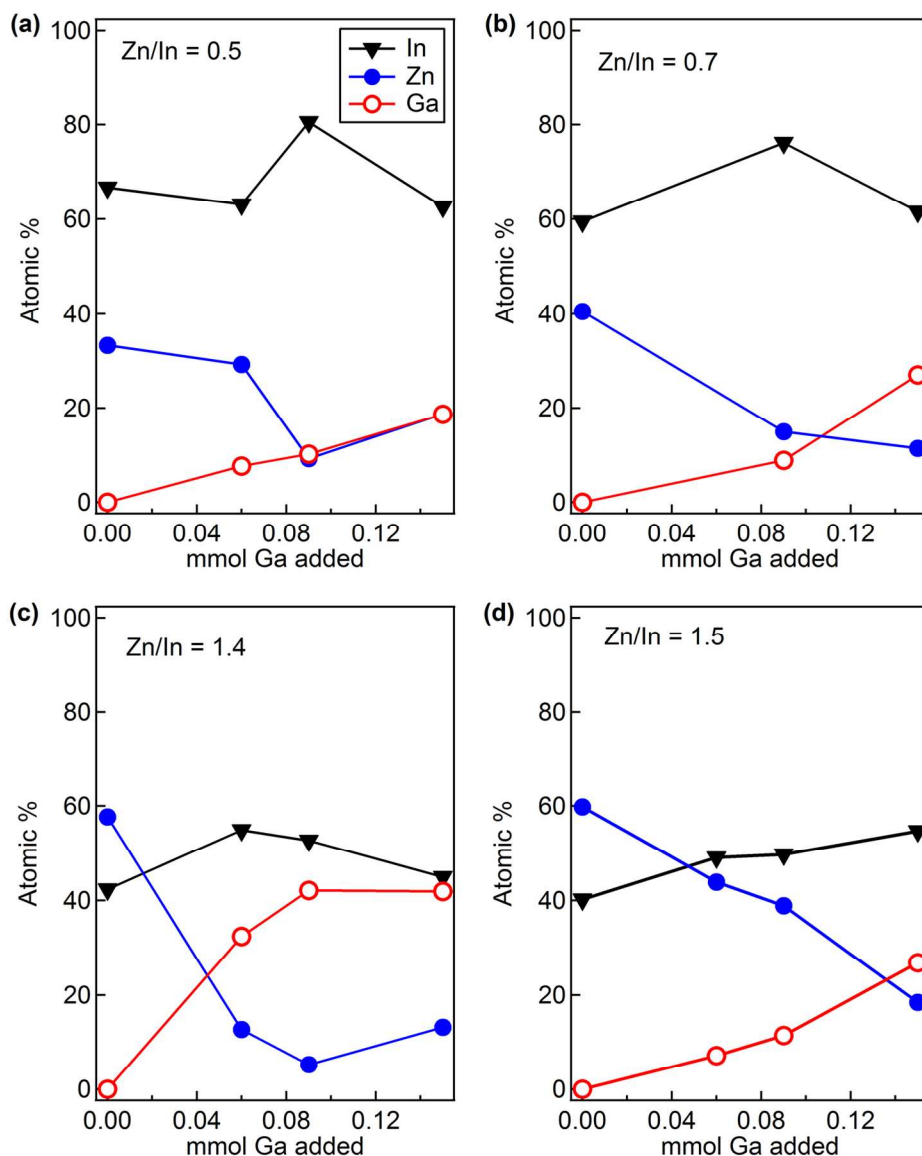 (a)
100
80
60
40
20
0
Atomic %
Zn/In = 0.5
In
Zn
Ga
0.00 0.04 0.08 0.12
mmol Ga added
(b)
100
80
60
40
20
0
Atomic %
Zn/In = 0.7
0.00 0.04 0.08 0.12
mmol Ga added
(c)
100
80
60
40
20
0
Atomic %
Zn/In = 1.4
0.00 0.04 0.08 0.12
mmol Ga added
(d)
100
80
60
40
20
0
Atomic %
Zn/In = 1.5
0.00 0.04 0.08 0.12
mmol Ga added